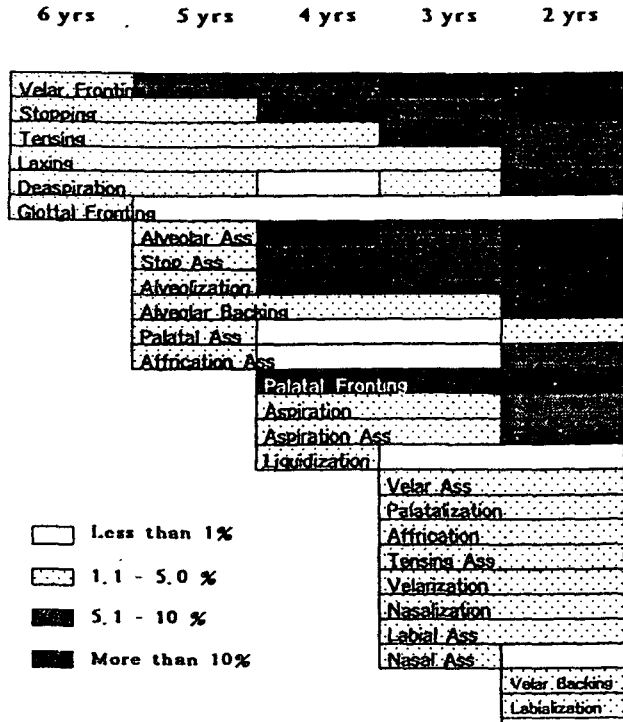 6 yrs 5 yrs 4 yrs 3 yrs 2 yrs
Velar Fronting
Stopping
Tensing
Laxing
Deaspiration
Glottal Fronting
Alveolar Ass
Stop Ass
Alveolization
Alveolar Backing
Palatal Ass
Affrication Ass
Palatal Fronting
Aspiration
Aspiration Ass
Liquidization
Velar Ass
Palatalization
Affrication
Tensing Ass
Velarization
Nasalization
Labial Ass
Nasal Ass
Velar Backing
Labialization
Less than 1%
1.1 - 5.0 %
5.1 - 10 %
More than 10%